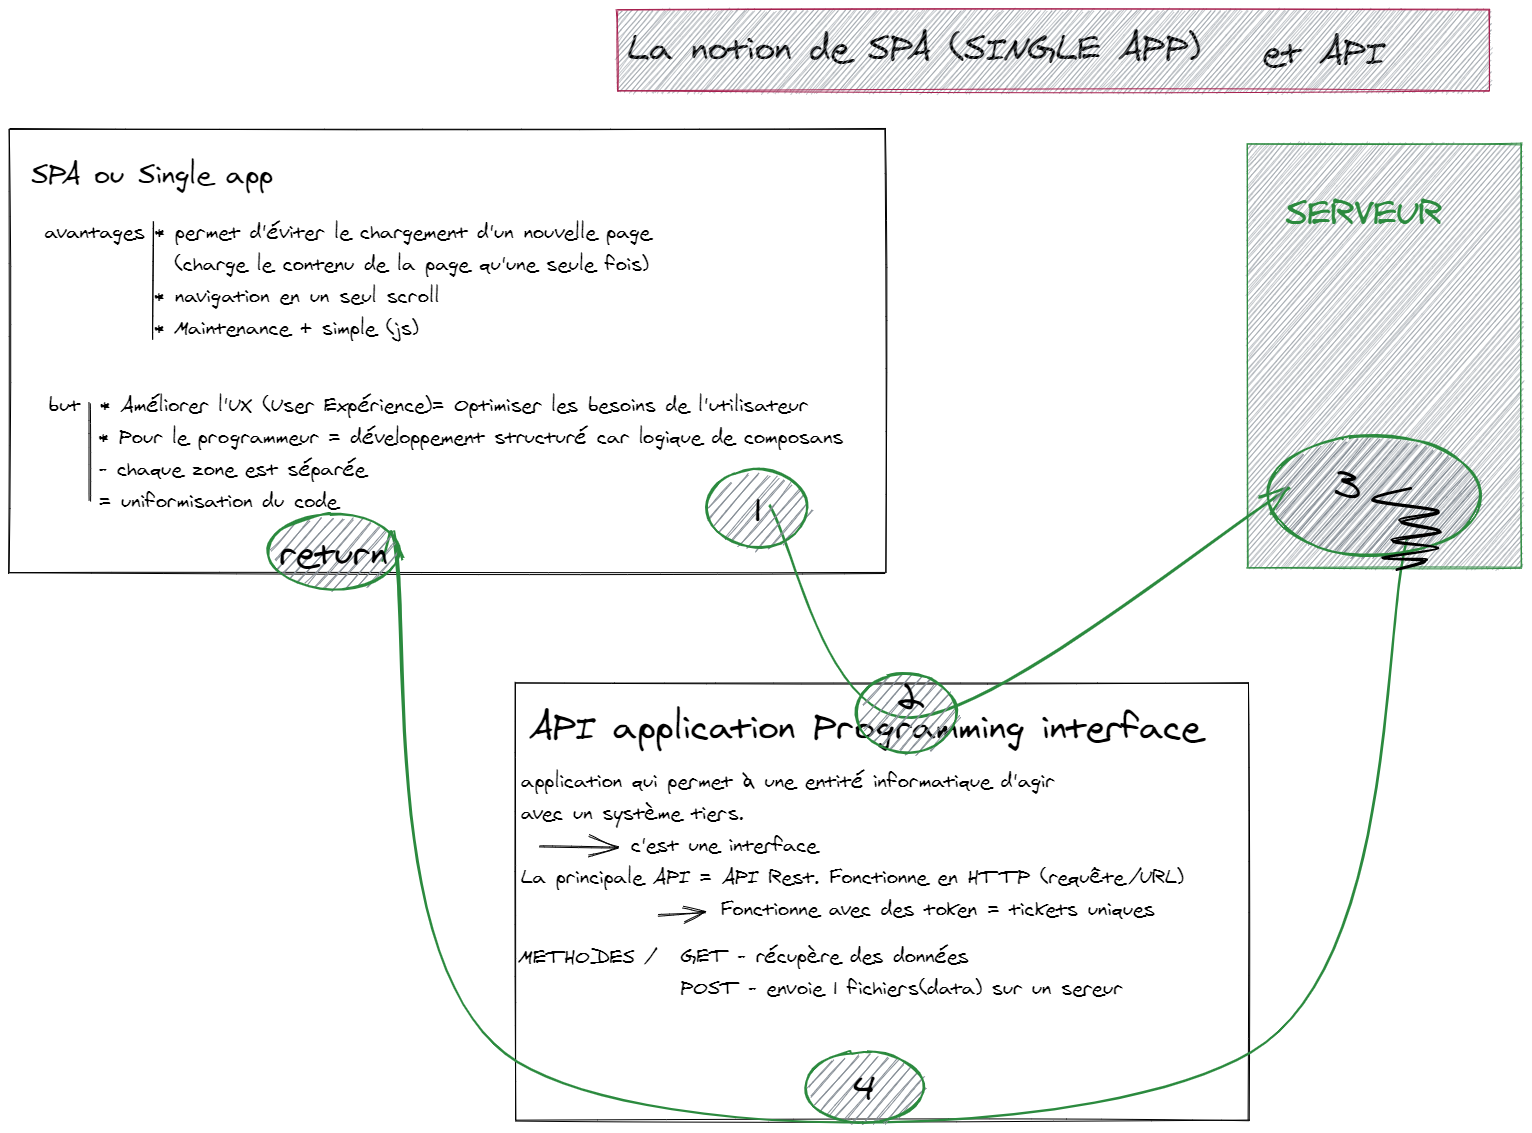 La notion de SPA (SINGLE APP) et API
SPA ou Single app
avantages * permet d'éviter le chargement d'un nouvelle page
(charge le contenu de la page qu'une seule fois)
* navigation en un seul scroll
* Maintenance + simple (js)
but * Améliorer l'UX (User Expérience)= Optimiser les besoins de l'utilisateur
* Pour le programmeur = développement structuré car logique de composans
- chaque zone est séparée
= uniformisation du code
1
return
SERVEUR
3
2
API application Programming interface
application qui permet à une entité informatique d'agir
avec un système tiers.
c'est une interface
La principale API = API Rest. Fonctionne en HTTP (requête/URL)
Fonctionne avec des token = tickets uniques
METHODES / GET - récupère des données
POST - envoie 1 fichiers(data) sur un sereur
4